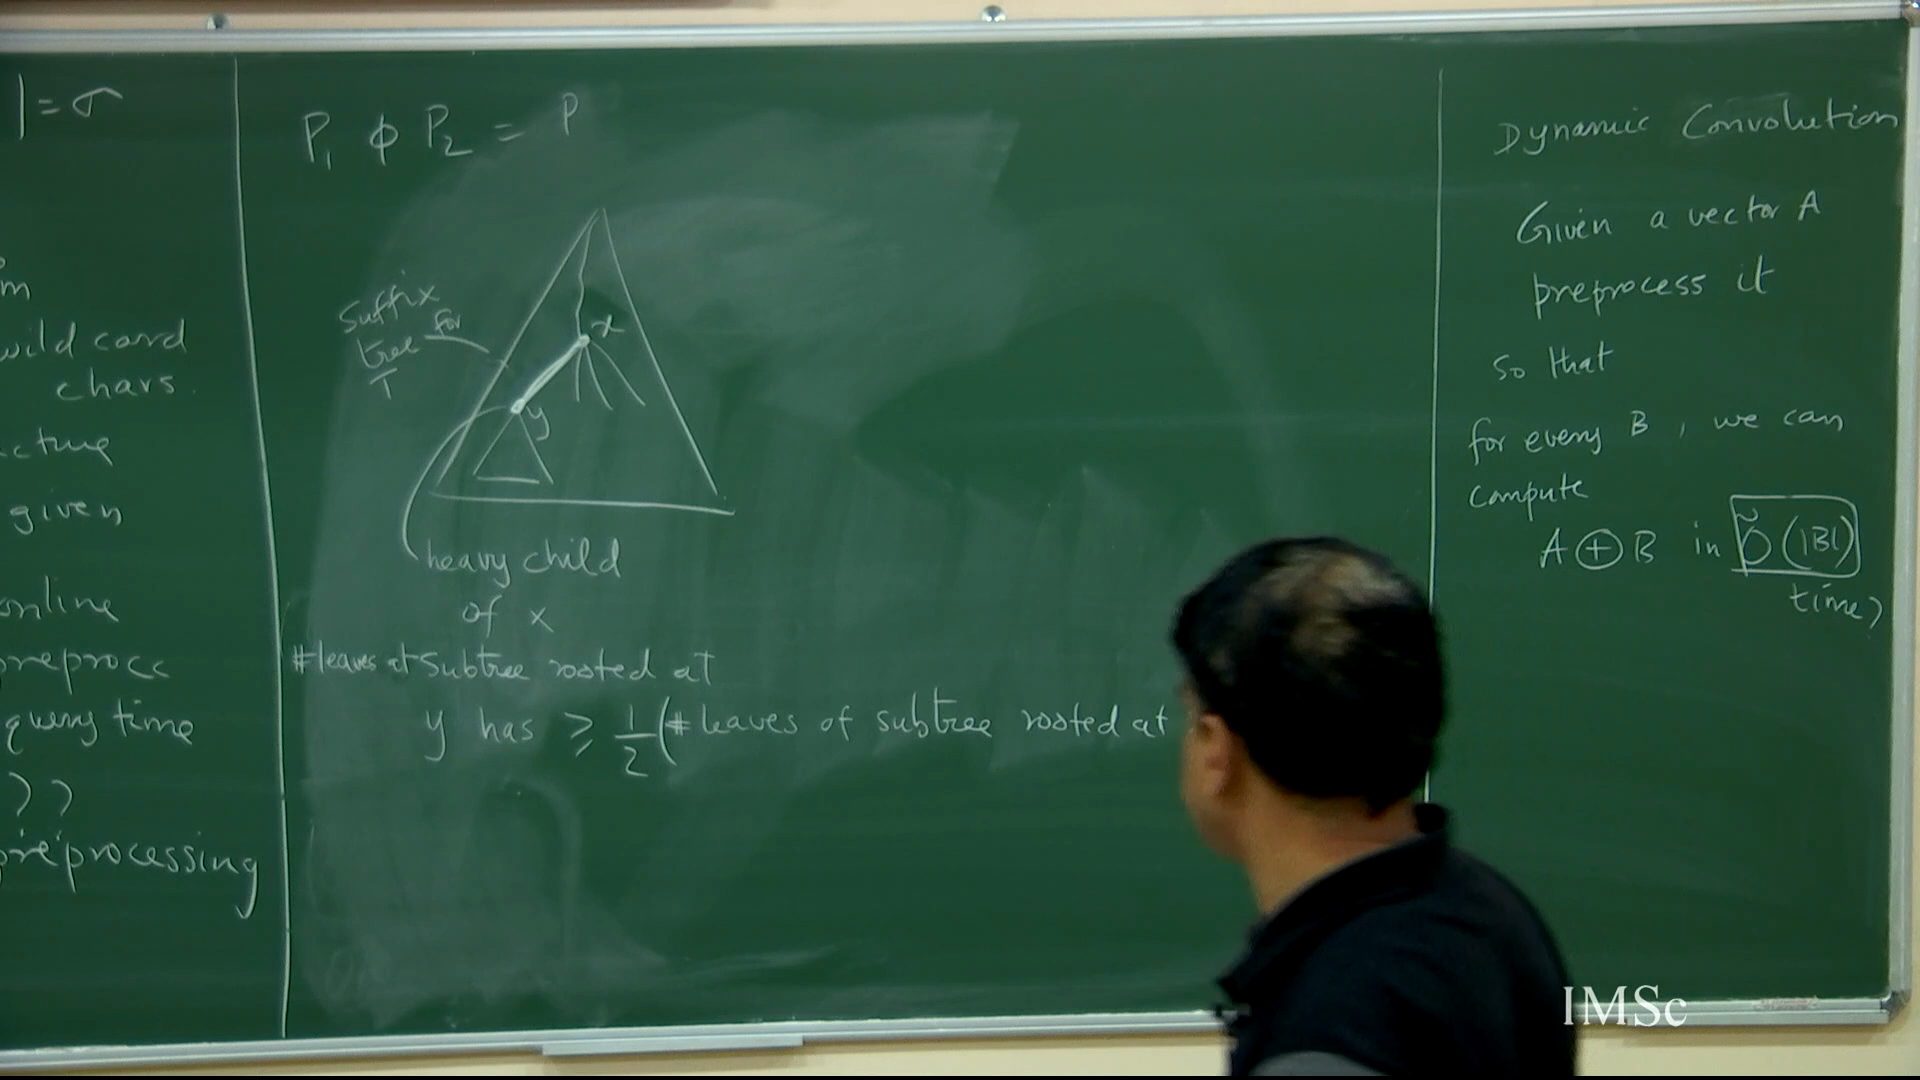 | = σ
m
wild card
chars.
given
online
query time
))
preprocessing
P₁ ϕ P₂ = P
Suffix
tree for
T
x
y
heavy child
of x
# leaves at subtree rooted at
y has ≥ 1/2 (# leaves of subtree rooted at
Dynamic Convolution
Given a vector A
preprocess it
so that
for every B, we can
compute
A ⊕ B in Õ(|B|)
time)
IMSc